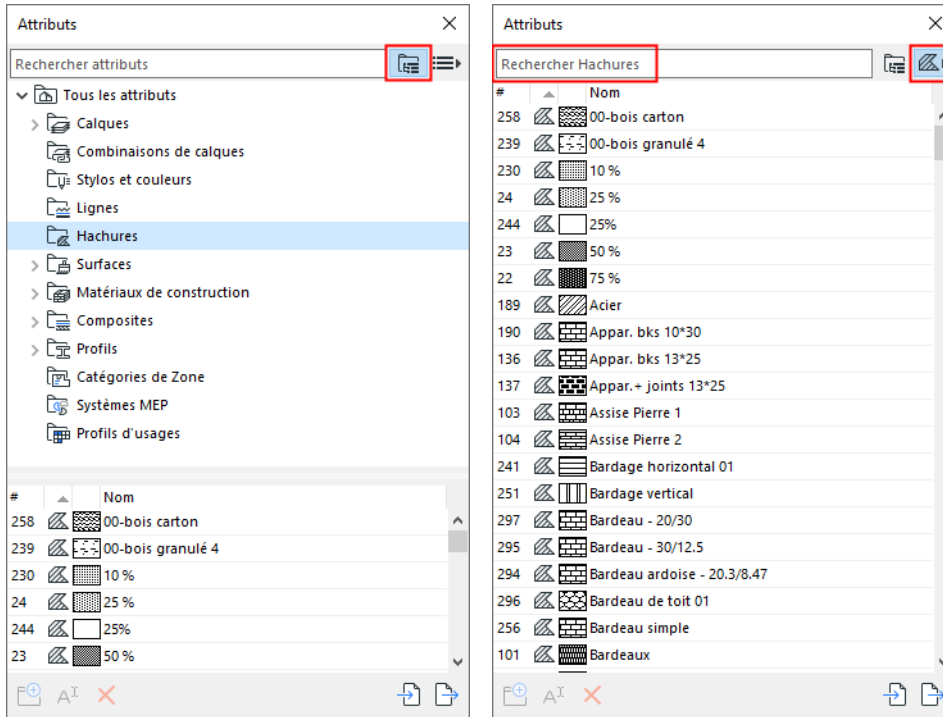 Attributs
Rechercher attributs
Tous les attributs
Calques
Combinaisons de calques
Stylos et couleurs
Lignes
Hachures
Surfaces
Matériaux de construction
Composites
Profils
Catégories de Zone
Systèmes MEP
Profils d'usages
# Nom
258 00-bois carton
239 00-bois granulé 4
230 10 %
24 25 %
244 25%
23 50 %
Attributs
Rechercher Hachures
# Nom
258 00-bois carton
239 00-bois granulé 4
230 10 %
24 25 %
244 25%
23 50 %
22 75 %
189 Acier
190 Appar. bks 10*30
136 Appar. bks 13*25
137 Appar.+ joints 13*25
103 Assise Pierre 1
104 Assise Pierre 2
241 Bardage horizontal 01
251 Bardage vertical
297 Bardeau - 20/30
295 Bardeau - 30/12.5
294 Bardeau ardoise - 20.3/8.47
296 Bardeau de toit 01
256 Bardeau simple
101 Bardeaux